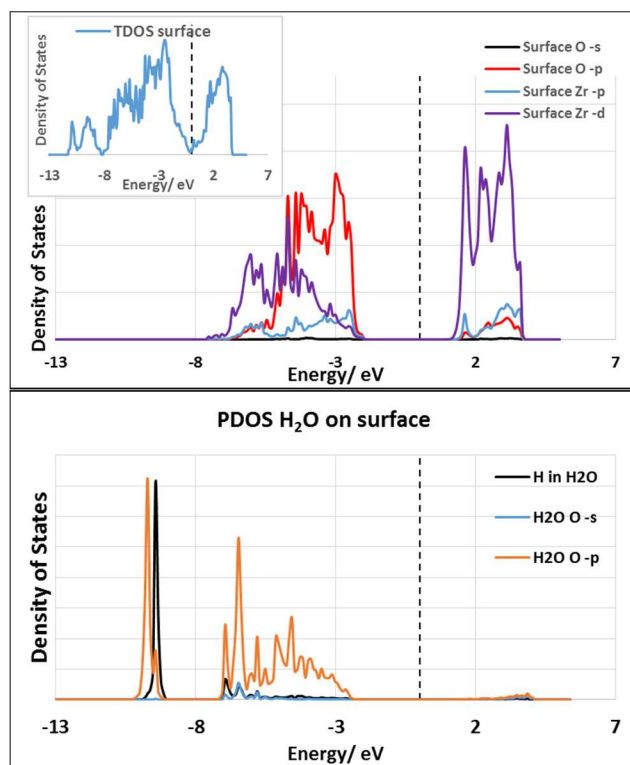 TDOS surface
Density of States
-13 -8 -3 2 7
Energy/ eV
Surface O -s
Surface O -p
Surface Zr -p
Surface Zr -d
Density of States
-13 -8 -3 2 7
Energy/ eV
PDOS H₂O on surface
H in H2O
H2O O -s
H2O O -p
Density of States
-13 -8 -3 2 7
Energy/ eV